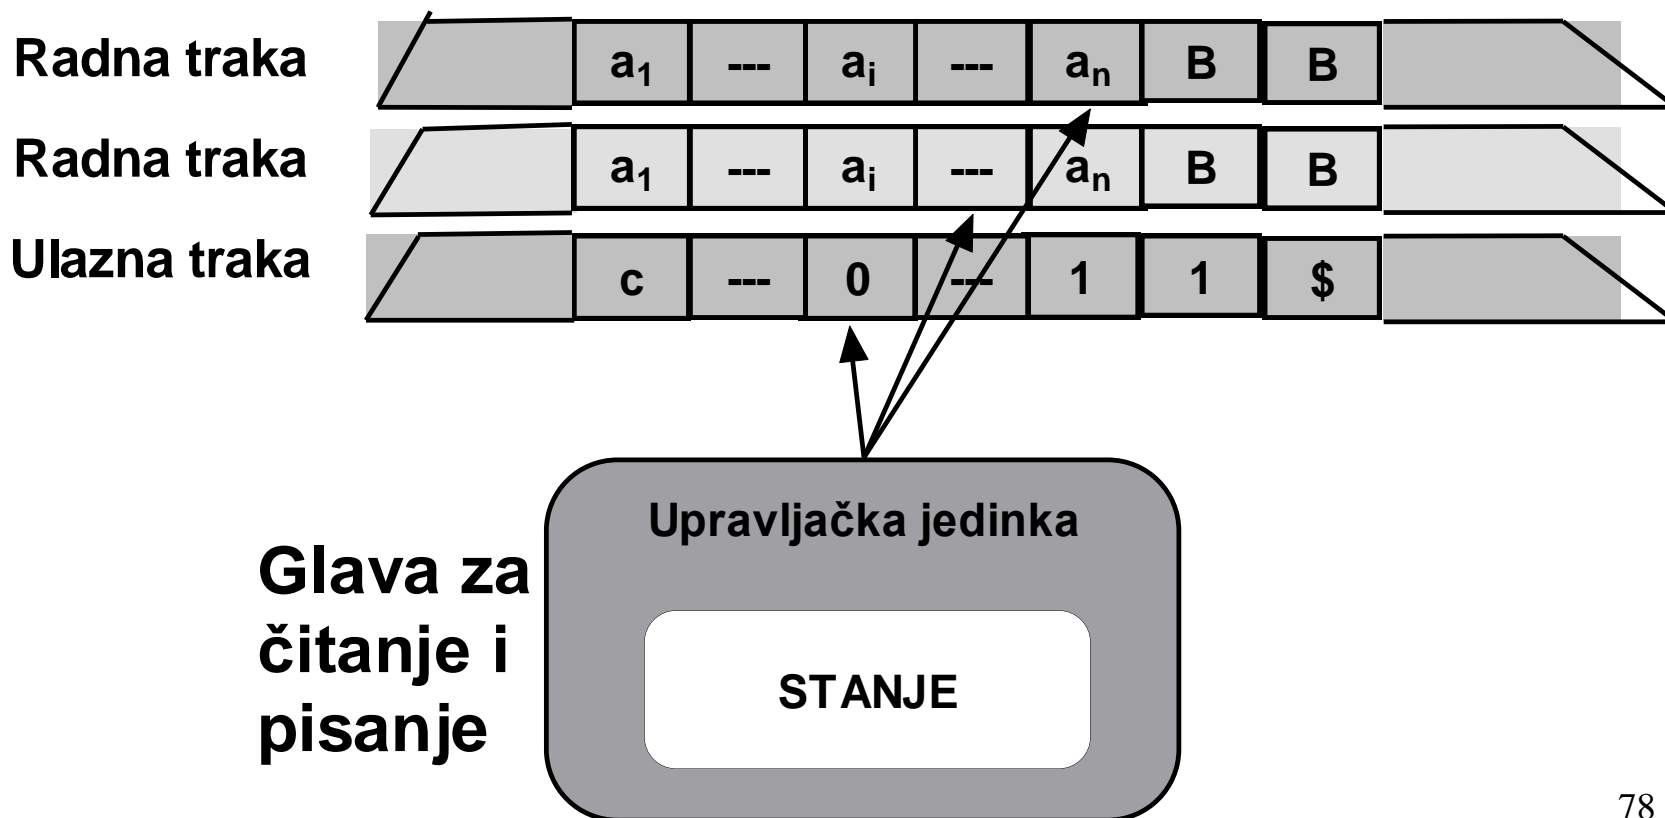 Radna traka a1 --- ai --- an B B
Radna traka a1 --- ai --- an B B
Ulazna traka c --- 0 --- 1 1 $
Upravljačka jedinka
Glava za
čitanje i
pisanje
STANJE
78